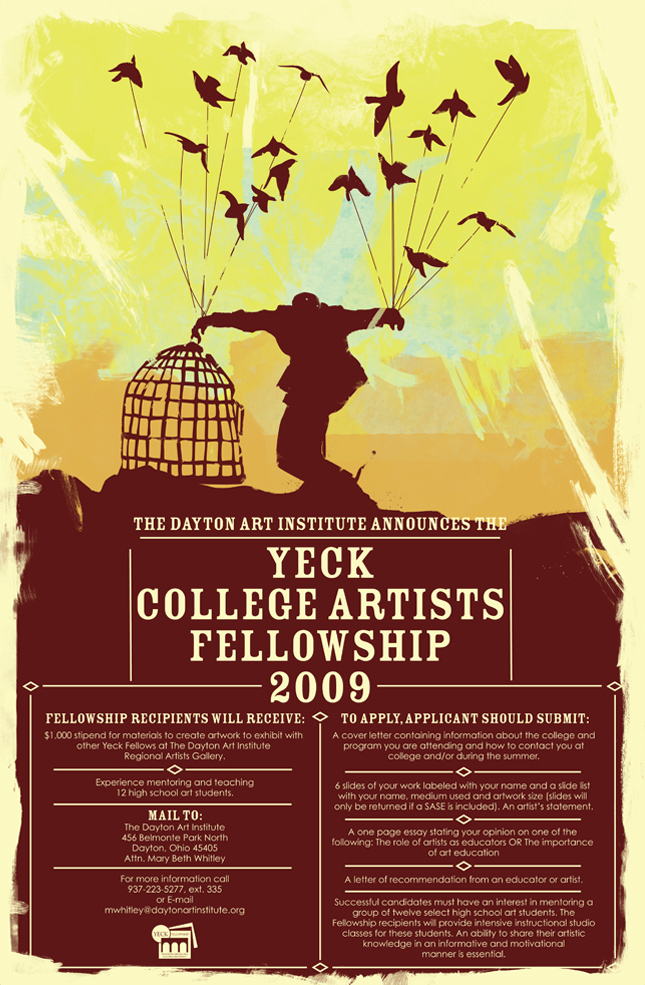 THE DAYTON ART INSTITUTE ANNOUNCES THE
YECK
COLLEGE ARTISTS
FELLOWSHIP
2009
FELLOWSHIP RECIPIENTS WILL RECEIVE:
$1,000 stipend for materials to create artwork to exhibit with
other Yeck Fellows at The Dayton Art Institute
Regional Artists Gallery.
Experience mentoring and teaching
12 high school art students.
MAIL TO:
The Dayton Art Institute
456 Belmonte Park North
Dayton, Ohio 45405
Attn. Mary Beth Whitley
For more information call
937-223-5277, ext. 335
or E-mail
mwhitley@daytonartinstitute.org
YECK
TO APPLY, APPLICANT SHOULD SUBMIT:
A cover letter containing information about the college and
program you are attending and how to contact you at
college and/or during the summer.
6 slides of your work labeled with your name and a slide list
with your name, medium used and artwork size (slides will
only be returned if a SASE is included). An artist's statement.
A one page essay stating your opinion on one of the
following: The role of artists as educators OR The importance
of art education
A letter of recommendation from an educator or artist.
Successful candidates must have an interest in mentoring a
group of twelve select high school art students. The
Fellowship recipients will provide intensive instructional studio
classes for these students. An ability to share their artistic
knowledge in an informative and motivational
manner is essential.